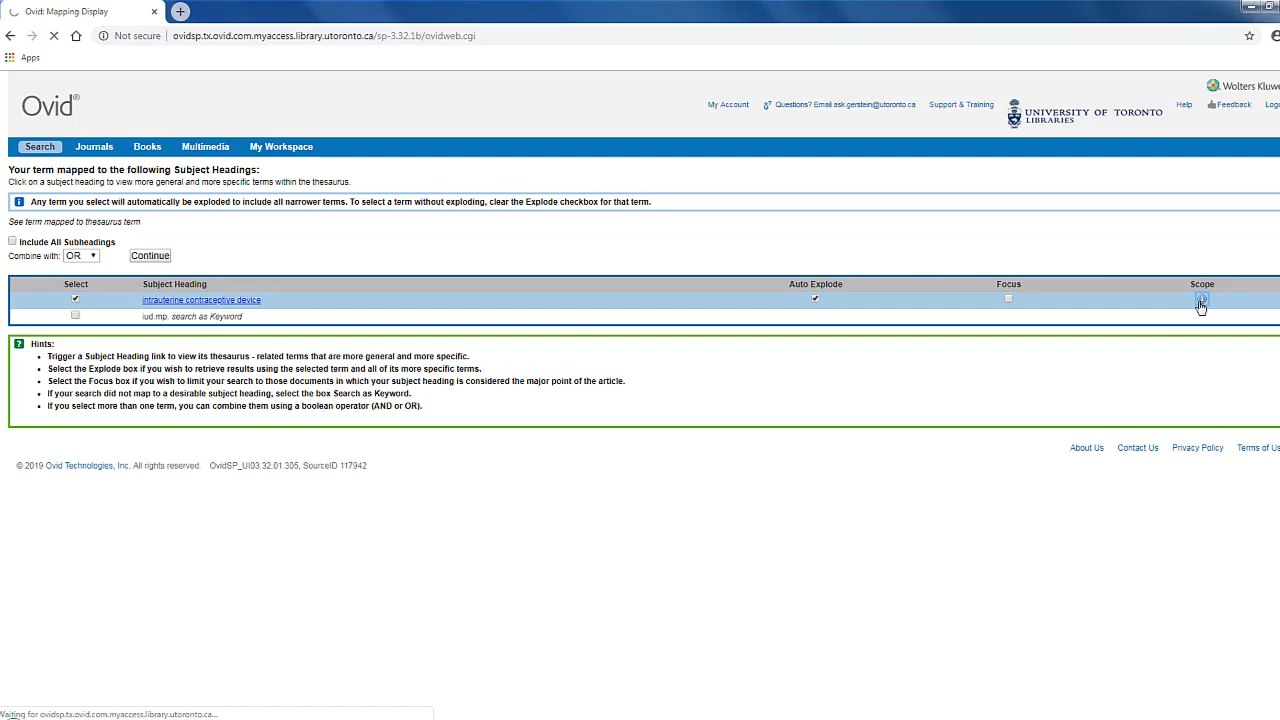 Ovid: Mapping Display
Not secure ovidsp.tx.ovid.com.myaccess.library.utoronto.ca/sp-3.32.1b/ovidweb.cgi
Apps
Wolters Kluwe
Ovid®
My Account Questions? Email ask.gerstein@utoronto.ca Support & Training UNIVERSITY OF TORONTO LIBRARIES Help Feedback Logo
Search Journals Books Multimedia My Workspace
Your term mapped to the following Subject Headings:
Click on a subject heading to view more general and more specific terms within the thesaurus.
Any term you select will automatically be exploded to include all narrower terms. To select a term without exploding, clear the Explode checkbox for that term.
See term mapped to thesaurus term
Include All Subheadings
Combine with: OR Continue
Select Subject Heading Auto Explode Focus Scope
intrauterine contraceptive device
iud.mp. search as Keyword
Hints:
• Trigger a Subject Heading link to view its thesaurus - related terms that are more general and more specific.
• Select the Explode box if you wish to retrieve results using the selected term and all of its more specific terms.
• Select the Focus box if you wish to limit your search to those documents in which your subject heading is considered the major point of the article.
• If your search did not map to a desirable subject heading, select the box Search as Keyword.
• If you select more than one term, you can combine them using a boolean operator (AND or OR).
About Us Contact Us Privacy Policy Terms of Us
© 2019 Ovid Technologies, Inc. All rights reserved. OvidSP_UI03.32.01.305, SourceID 117942
Waiting for ovidsp.tx.ovid.com.myaccess.library.utoronto.ca...